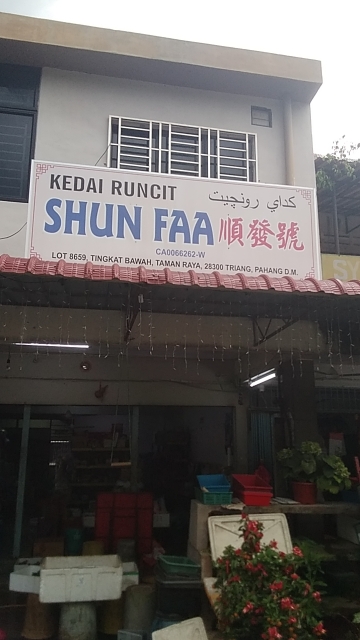 KEDAI RUNCIT كداي رونچيت
SHUN FAA 順發號
CA0066262-W
LOT 8659, TINGKAT BAWAH, TAMAN RAYA, 28300 TRIANG, PAHANG D.M.